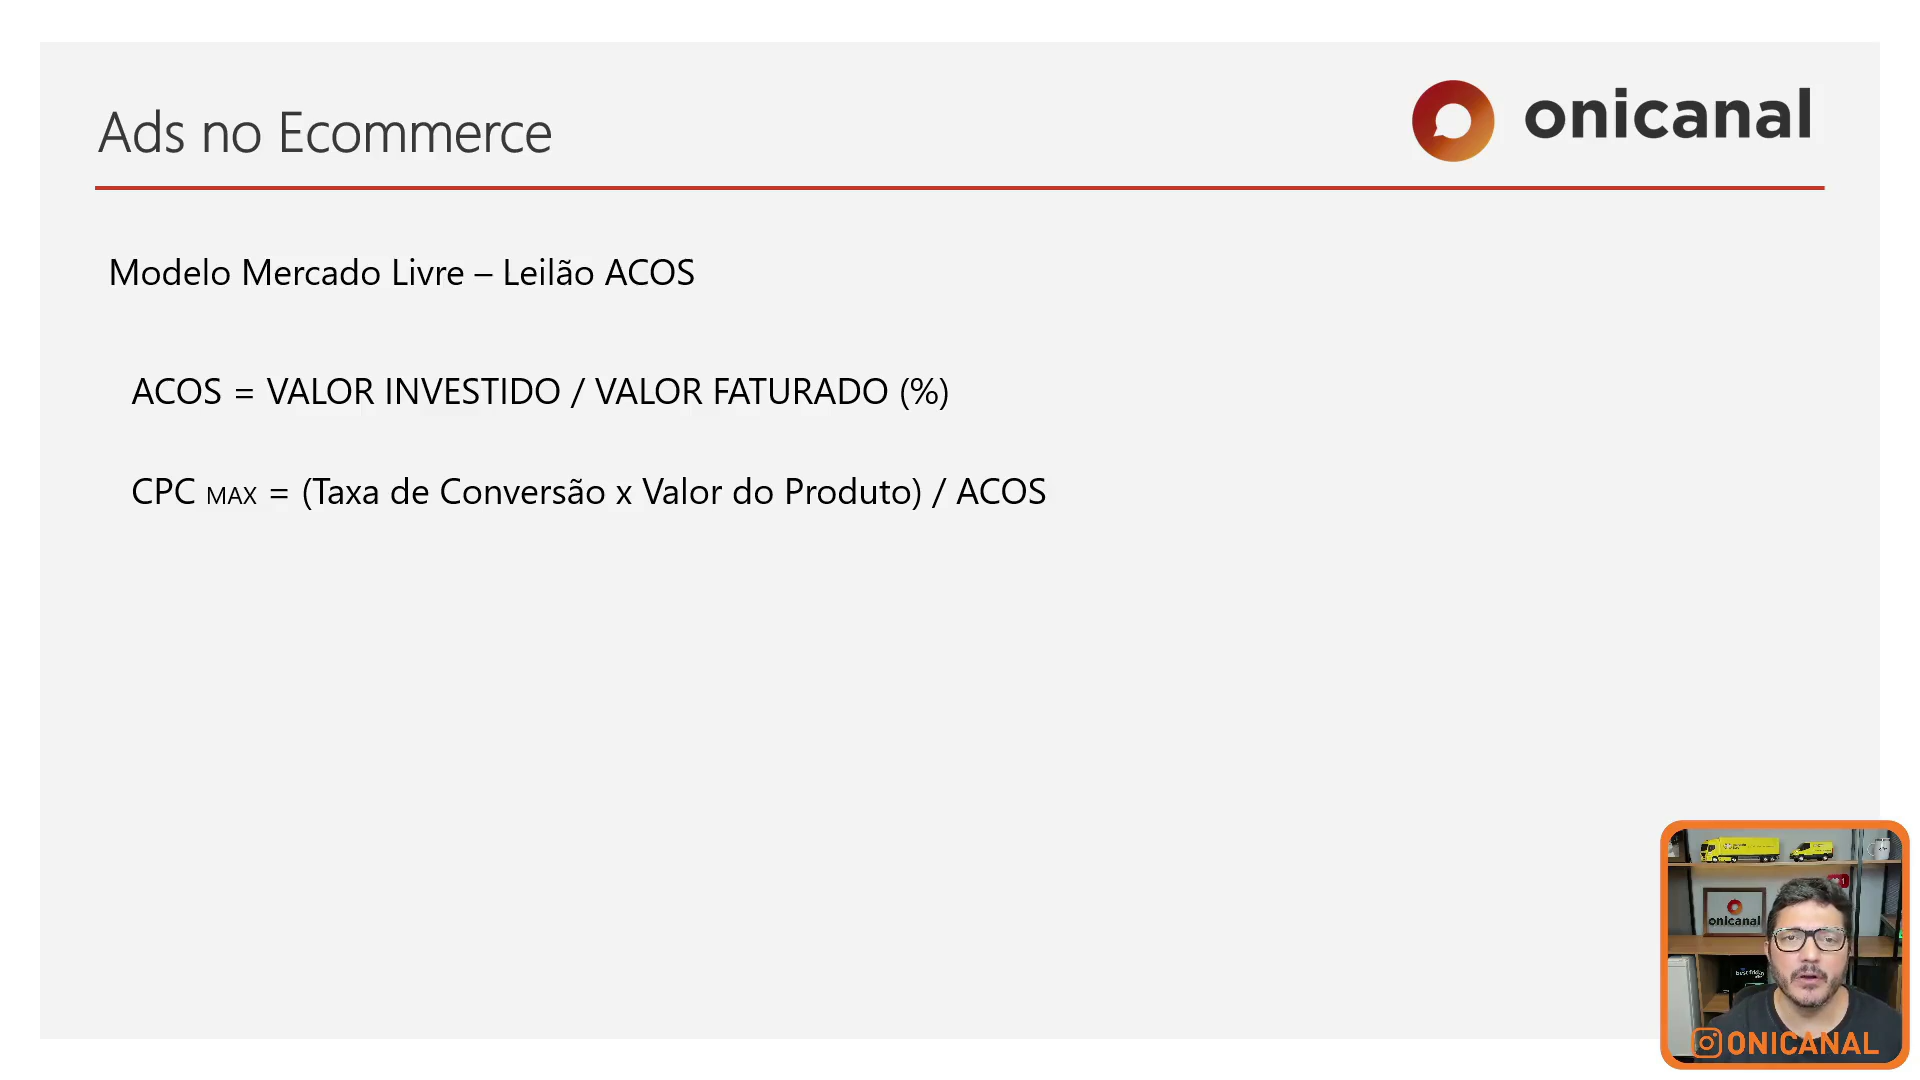 Ads no Ecommerce
onicanal
Modelo Mercado Livre – Leilão ACOS
ACOS = VALOR INVESTIDO / VALOR FATURADO (%)
CPC MAX = (Taxa de Conversão x Valor do Produto) / ACOS
onicanal
ONICANAL